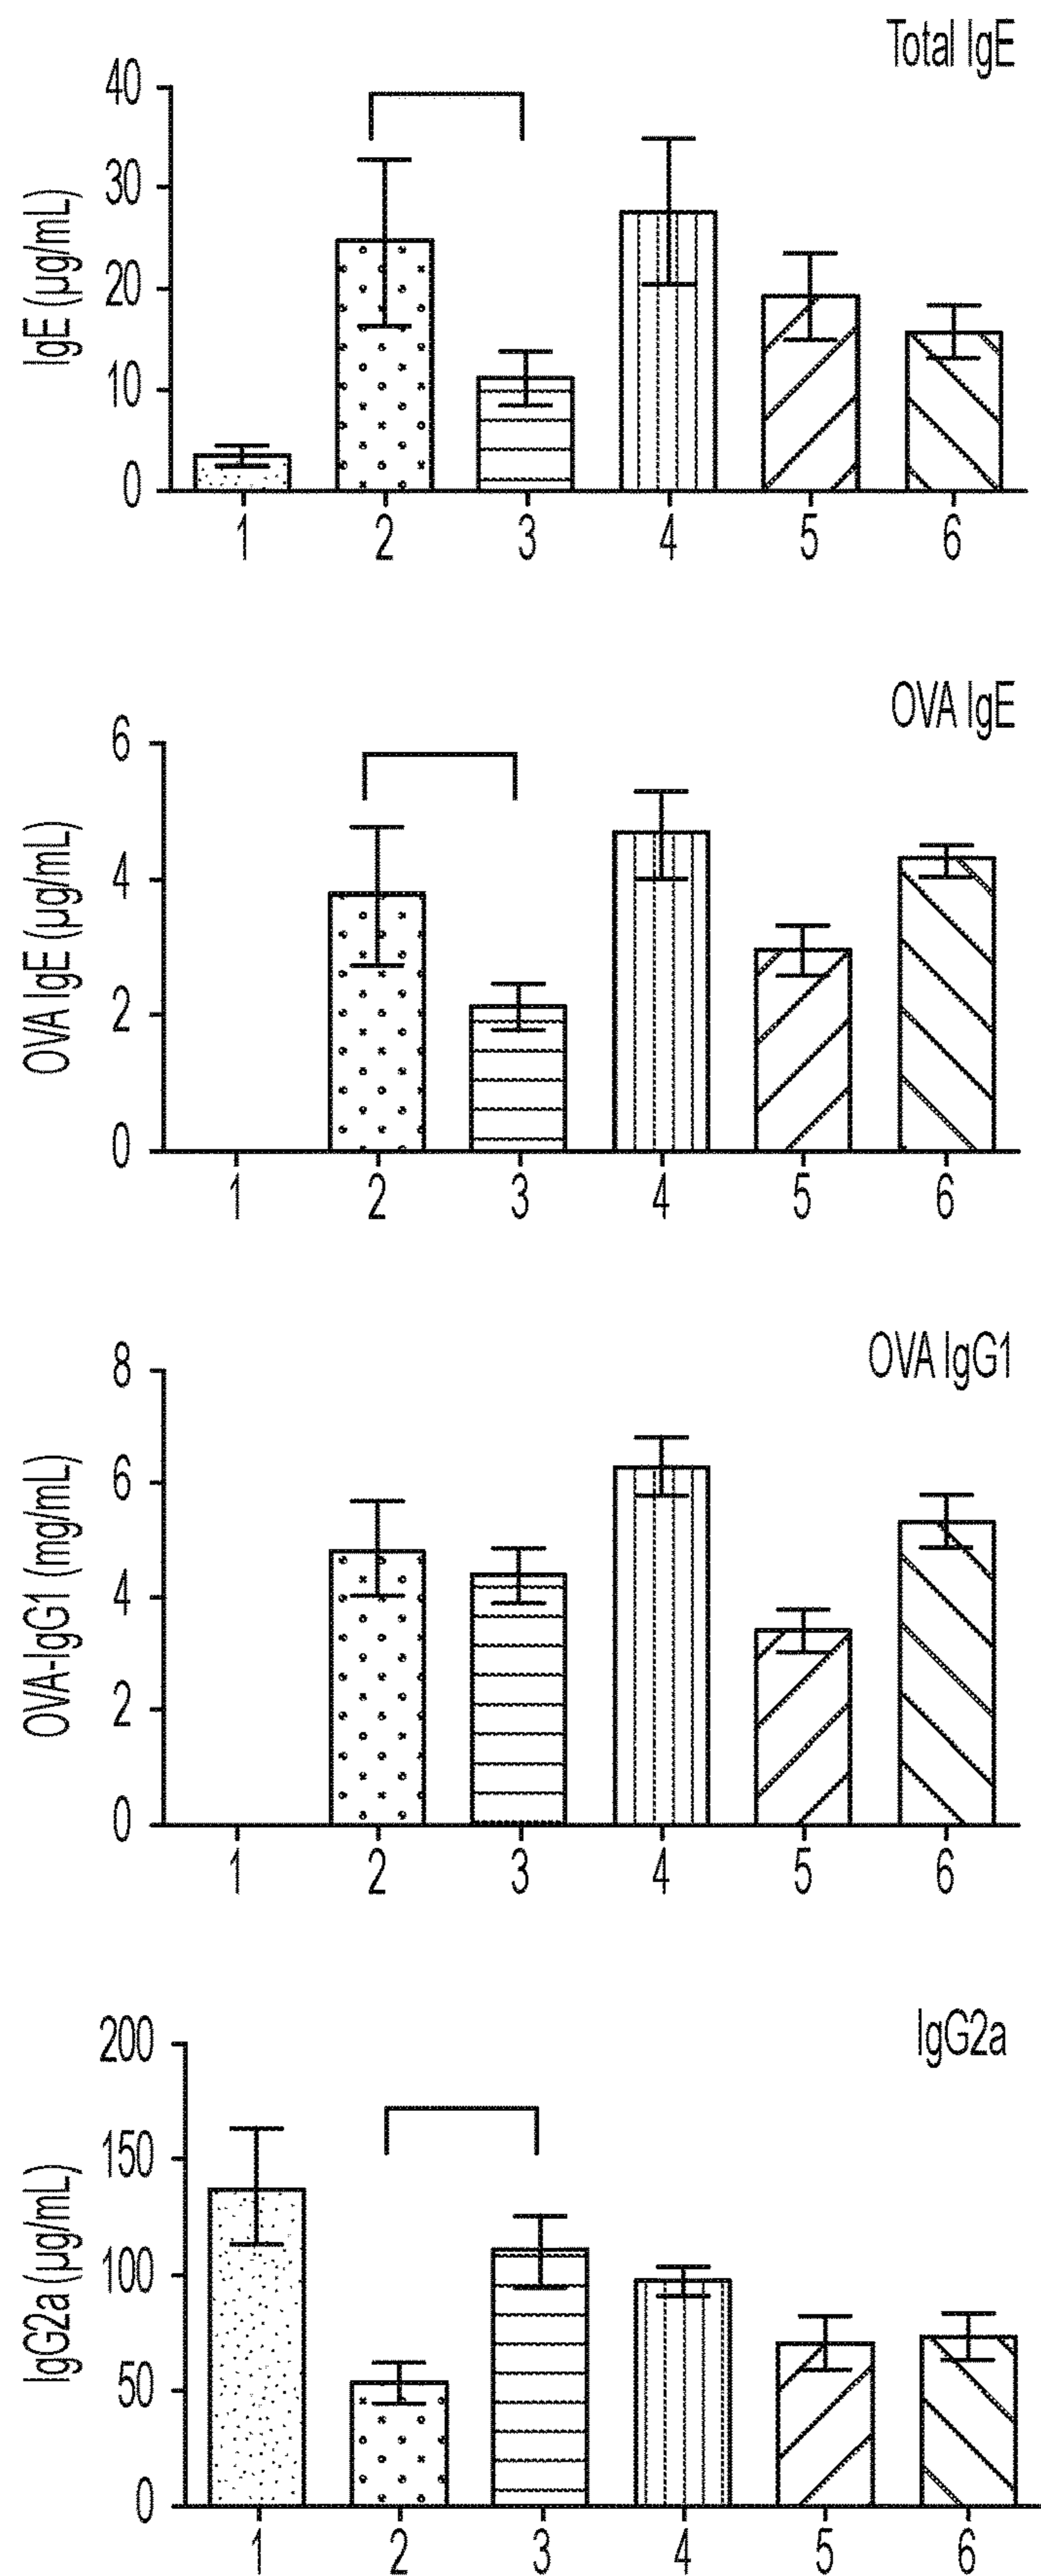 Total IgE
IgE (µg/mL)
40
30
20
10
0
1 2 3 4 5 6
OVA IgE
OVA IgE (µg/mL)
6
4
2
0
1 2 3 4 5 6
OVA IgG1
OVA-IgG1 (mg/mL)
8
6
4
2
0
1 2 3 4 5 6
IgG2a
IgG2a (µg/mL)
200
150
100
50
0
1 2 3 4 5 6